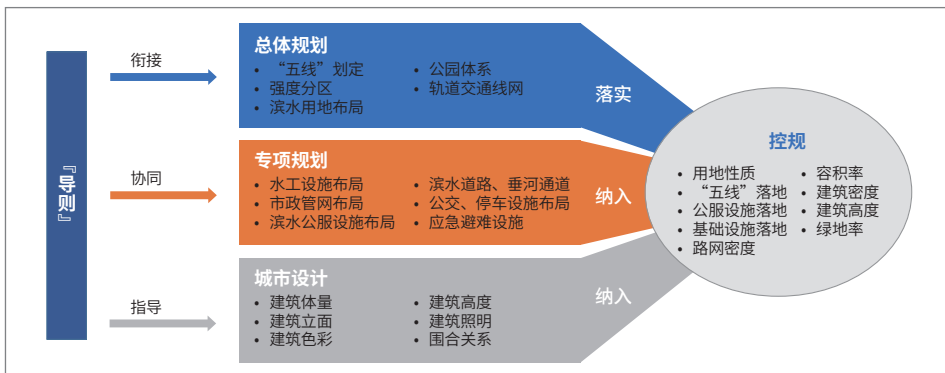 『导则』
衔接
总体规划
• “五线”划定
• 强度分区
• 滨水用地布局
• 公园体系
• 轨道交通线网
落实
协同
专项规划
• 水工设施布局
• 市政管网布局
• 滨水公服设施布局
• 滨水道路、垂河通道
• 公交、停车设施布局
• 应急避难设施
纳入
指导
城市设计
• 建筑体量
• 建筑立面
• 建筑色彩
• 建筑高度
• 建筑照明
• 围合关系
纳入
控规
• 用地性质
• “五线”落地
• 公服设施落地
• 基础设施落地
• 路网密度
• 容积率
• 建筑密度
• 建筑高度
• 绿地率